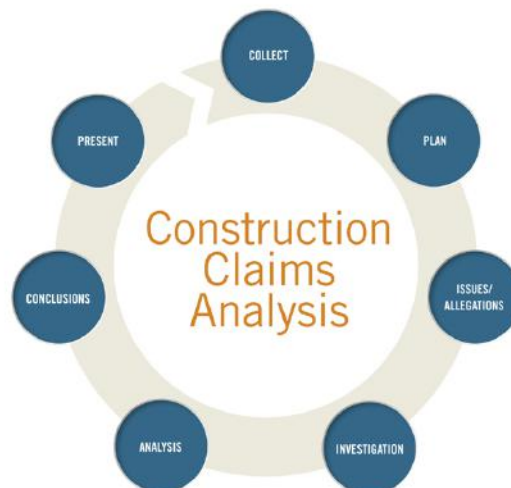 COLLECT
PLAN
ISSUES/
ALLEGATIONS
INVESTIGATION
ANALYSIS
CONCLUSIONS
PRESENT
Construction
Claims
Analysis